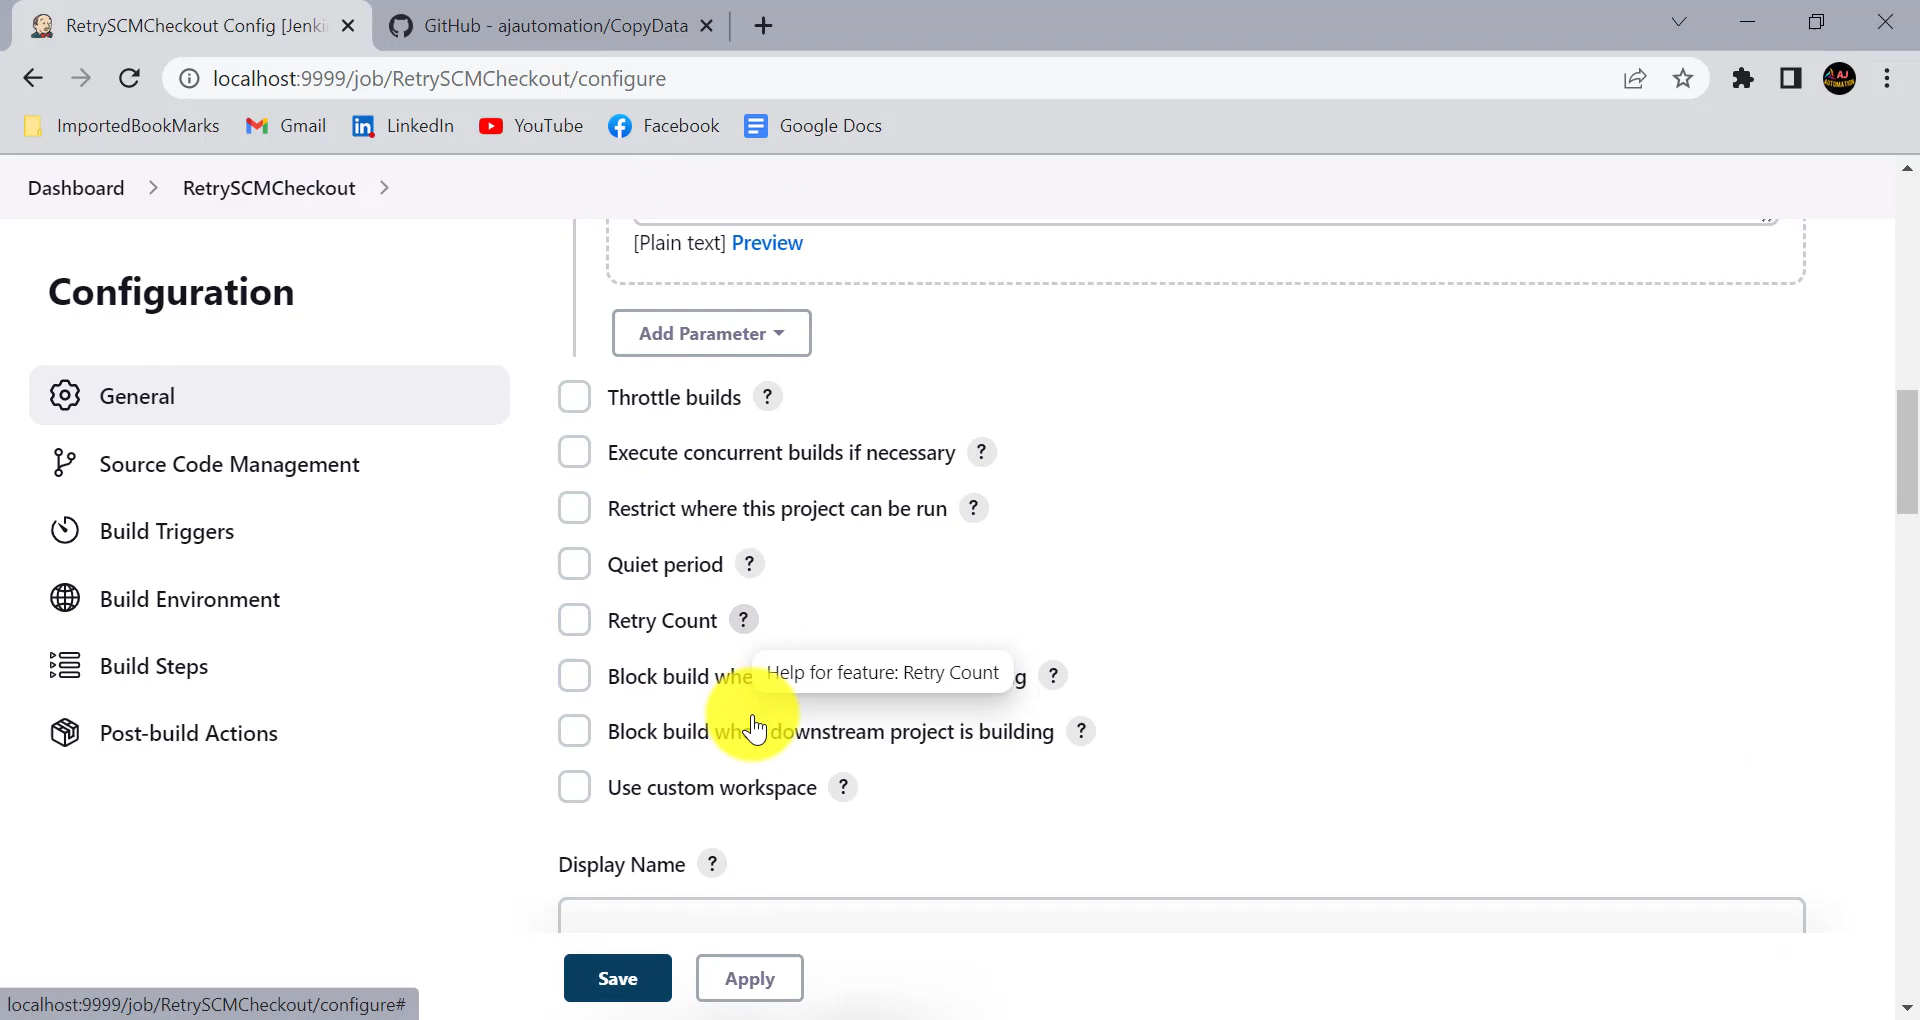 RetrySCMCheckout Config [Jenki
GitHub - ajautomation/CopyData
localhost:9999/job/RetrySCMCheckout/configure
AJ
AUTOMATION
ImportedBookMarks
Gmail
LinkedIn
YouTube
Facebook
Google Docs
Dashboard
RetrySCMCheckout
[Plain text] Preview
Configuration
Add Parameter
General
Throttle builds ?
Source Code Management
Execute concurrent builds if necessary ?
Restrict where this project can be run ?
Build Triggers
Quiet period ?
Build Environment
Retry Count ?
Build Steps
Block build whe
Help for feature: Retry Count
g ?
Post-build Actions
Block build when downstream project is building ?
Use custom workspace ?
Display Name ?
Save
Apply
localhost:9999/job/RetrySCMCheckout/configure#